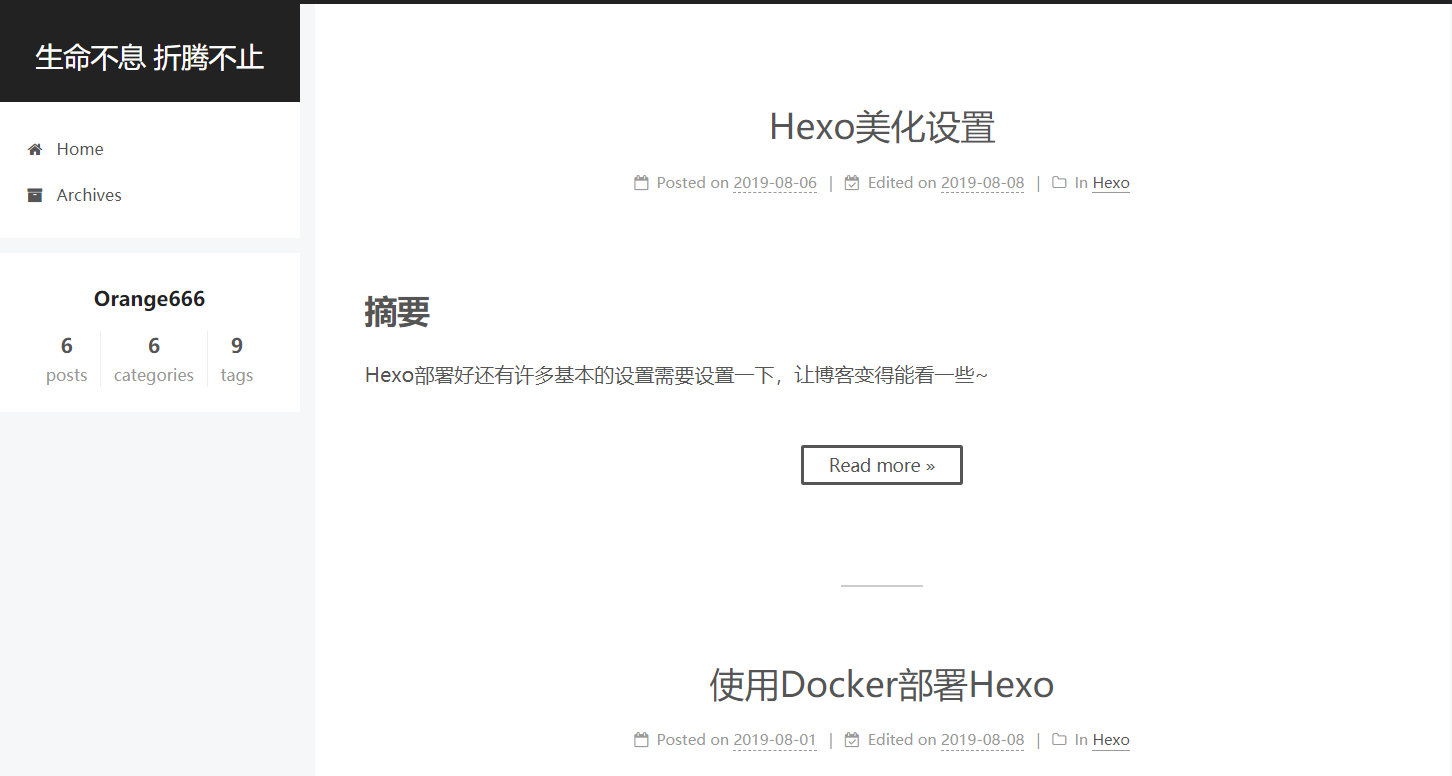 生命不息 折腾不止
Home
Archives
Orange666
6 6 9
posts categories tags
Hexo美化设置
Posted on 2019-08-06 | Edited on 2019-08-08 | In Hexo
摘要
Hexo部署好还有许多基本的设置需要设置一下，让博客变得能看一些~
Read more »
使用Docker部署Hexo
Posted on 2019-08-01 | Edited on 2019-08-08 | In Hexo